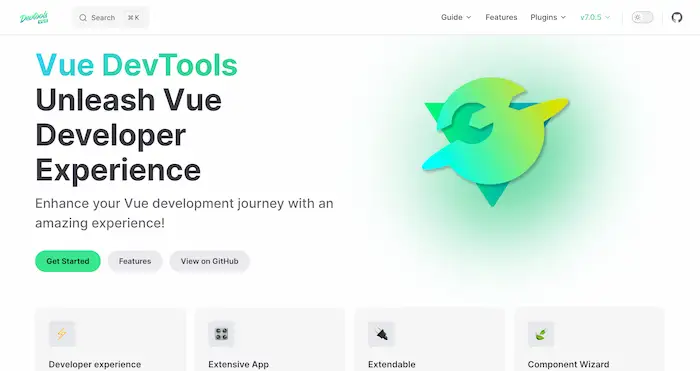 DevTools
Search ⌘K
Guide Features Plugins v7.0.5
Vue DevTools
Unleash Vue
Developer
Experience
Enhance your Vue development journey with an
amazing experience!
Get Started Features View on GitHub
Developer experience Extensive App Extendable Component Wizard